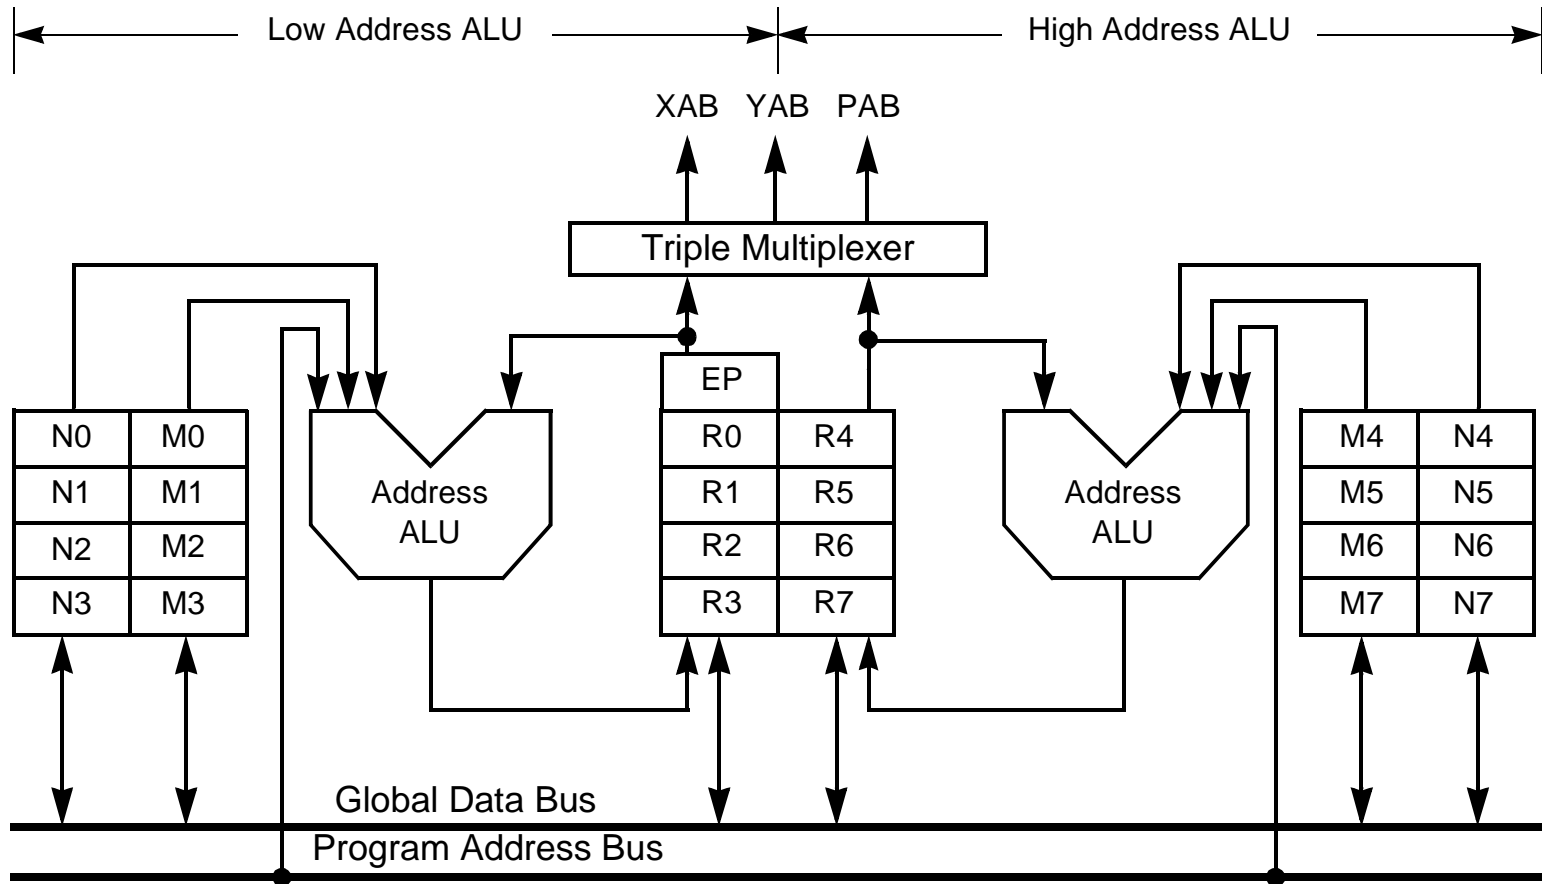 Low Address ALU
High Address ALU
XAB YAB PAB
Triple Multiplexer
EP
N0 M0
R0 R4
M4 N4
N1 M1
Address
ALU
R1 R5
Address
ALU
M5 N5
N2 M2
R2 R6
M6 N6
N3 M3
R3 R7
M7 N7
Global Data Bus
Program Address Bus